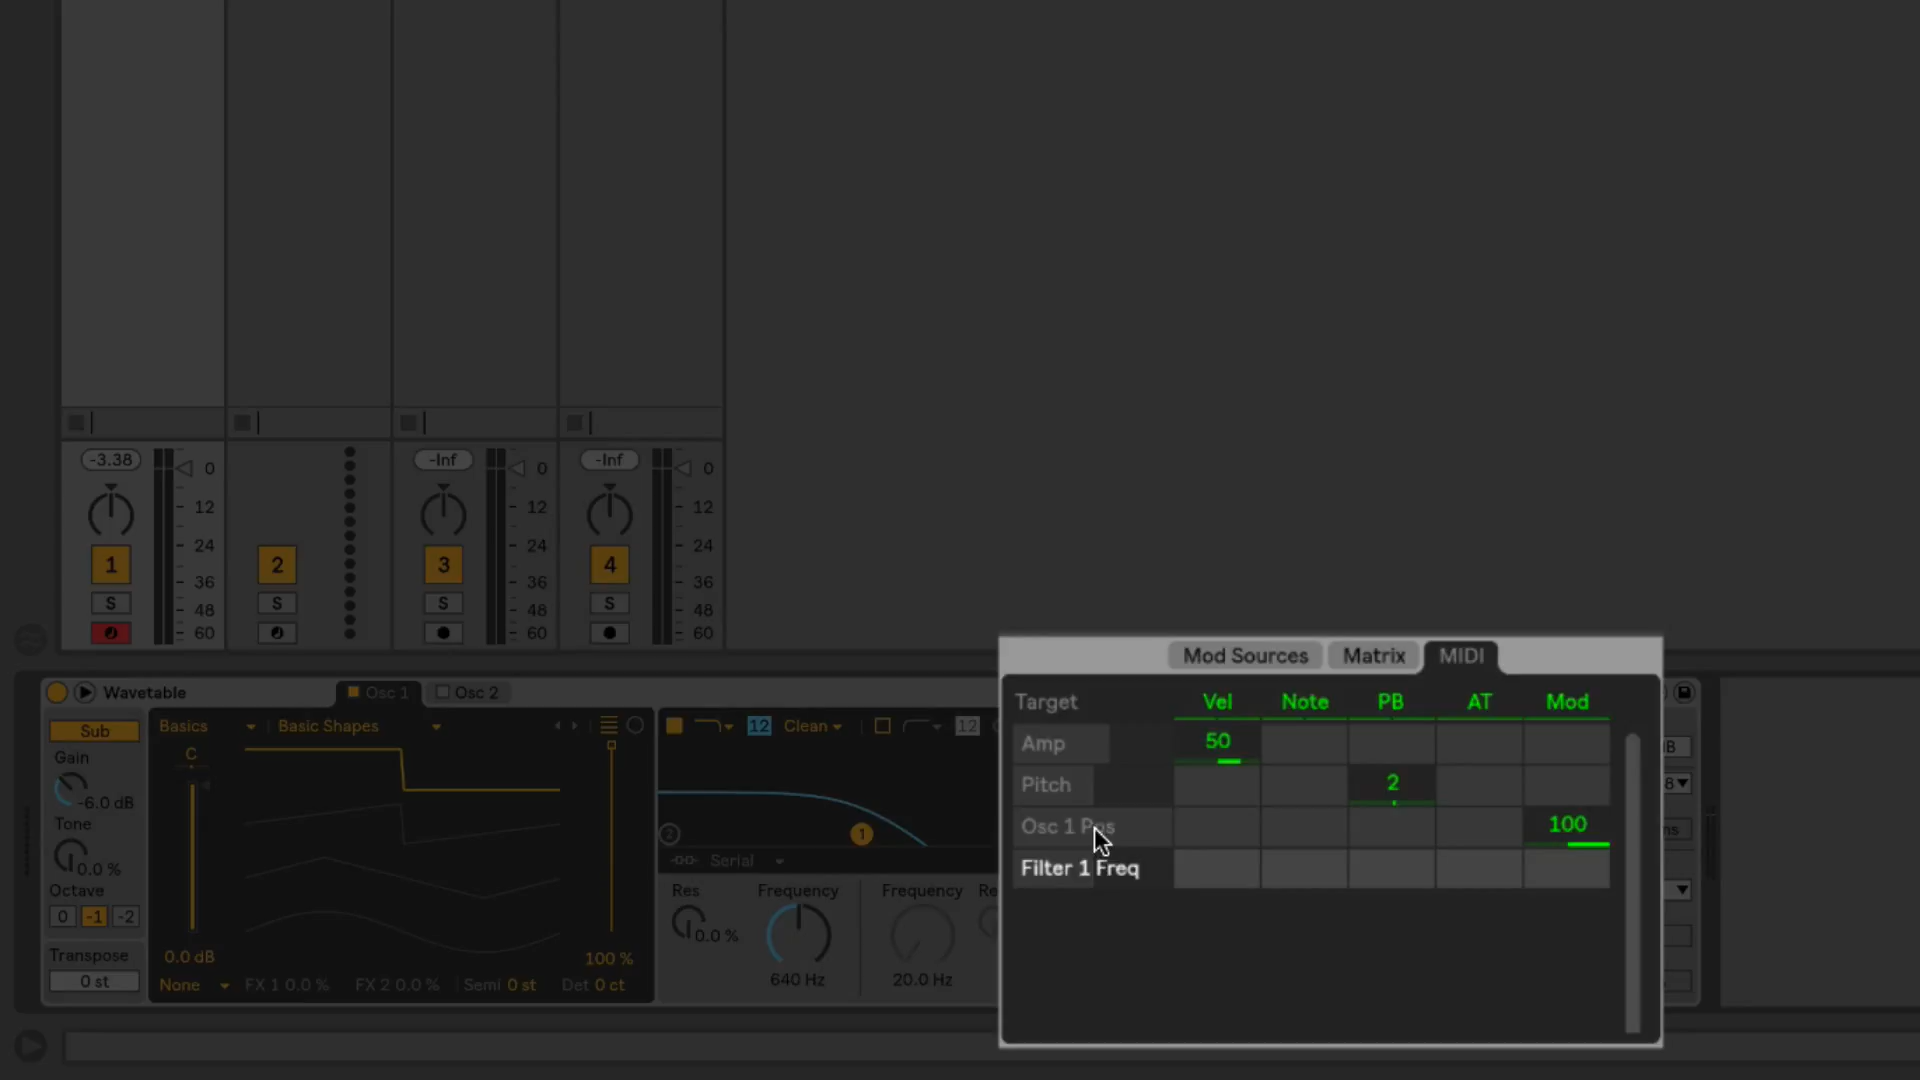 -3.38
0
12
24
36
48
60
1
S
2
S
-Inf
0
12
24
36
48
60
3
S
-Inf
0
12
24
36
48
60
4
S
Wavetable
Osc 1
Osc 2
Sub
Gain
-6.0 dB
Tone
0.0 %
Octave
0 -1 -2
Transpose
0 st
Basics
Basic Shapes
C
0.0 dB
100 %
None
FX 1 0.0 %
FX 2 0.0 %
Semi 0 st
Det 0 ct
12
Clean
12
2
1
Serial
Res
0.0 %
Frequency
640 Hz
Frequency
20.0 Hz
Re
Mod Sources
Matrix
MIDI
Target Vel Note PB AT Mod
Amp 50
Pitch 2
Osc 1 Pos 100
Filter 1 Freq
8